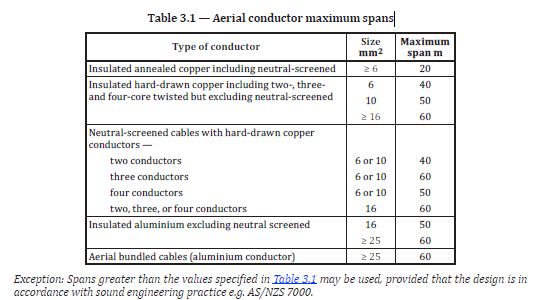 Table 3.1 — Aerial conductor maximum spans
Type of conductor Size mm² Maximum span m
Insulated annealed copper including neutral-screened ≥ 6 20
Insulated hard-drawn copper including two-, three- 6 40
and four-core twisted but excluding neutral-screened 10 50
≥ 16 60
Neutral-screened cables with hard-drawn copper
conductors —
two conductors 6 or 10 40
three conductors 6 or 10 60
four conductors 6 or 10 50
two, three, or four conductors 16 60
Insulated aluminium excluding neutral screened 16 50
≥ 25 60
Aerial bundled cables (aluminium conductor) ≥ 25 60
Exception: Spans greater than the values specified in Table 3.1 may be used, provided that the design is in
accordance with sound engineering practice e.g. AS/NZS 7000.